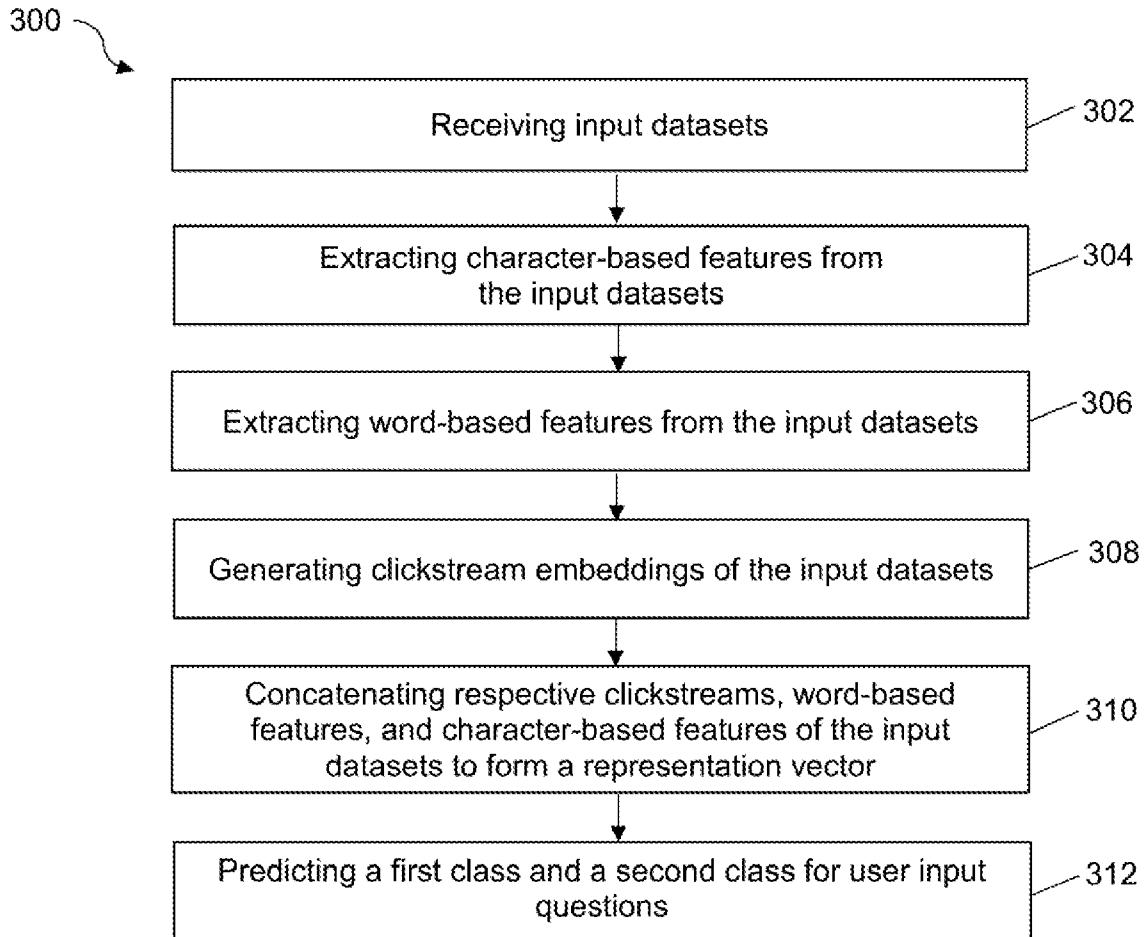 300
Receiving input datasets
302
Extracting character-based features from
the input datasets
304
Extracting word-based features from the input datasets
306
Generating clickstream embeddings of the input datasets
308
Concatenating respective clickstreams, word-based
features, and character-based features of the input
datasets to form a representation vector
310
Predicting a first class and a second class for user input
questions
312